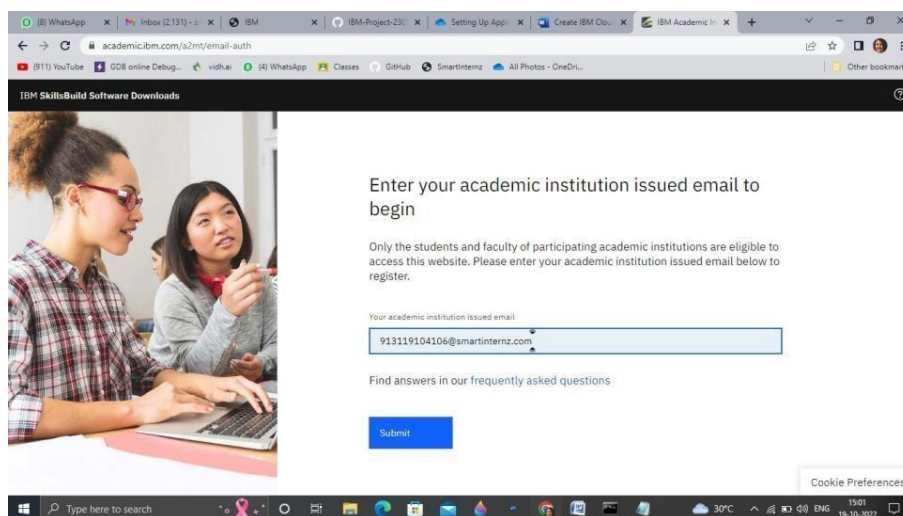 (8) WhatsApp
Inbox (2,131) - s
IBM
IBM-Project-230
Setting Up Appli
Create IBM Clou
IBM Academic In
academic.ibm.com/a2mt/email-auth
(911) YouTube
GDB online Debug...
vidh.ai
(4) WhatsApp
Classes
GitHub
Smartinternz
All Photos - OneDri...
Other bookmar
IBM SkillsBuild Software Downloads
Enter your academic institution issued email to
begin
Only the students and faculty of participating academic institutions are eligible to
access this website. Please enter your academic institution issued email below to
register.
Your academic institution issued email
913119104106@smartinternz.com
Find answers in our frequently asked questions
Submit
Cookie Preferences
Type here to search
30°C
ENG
15:01
19-10-2022